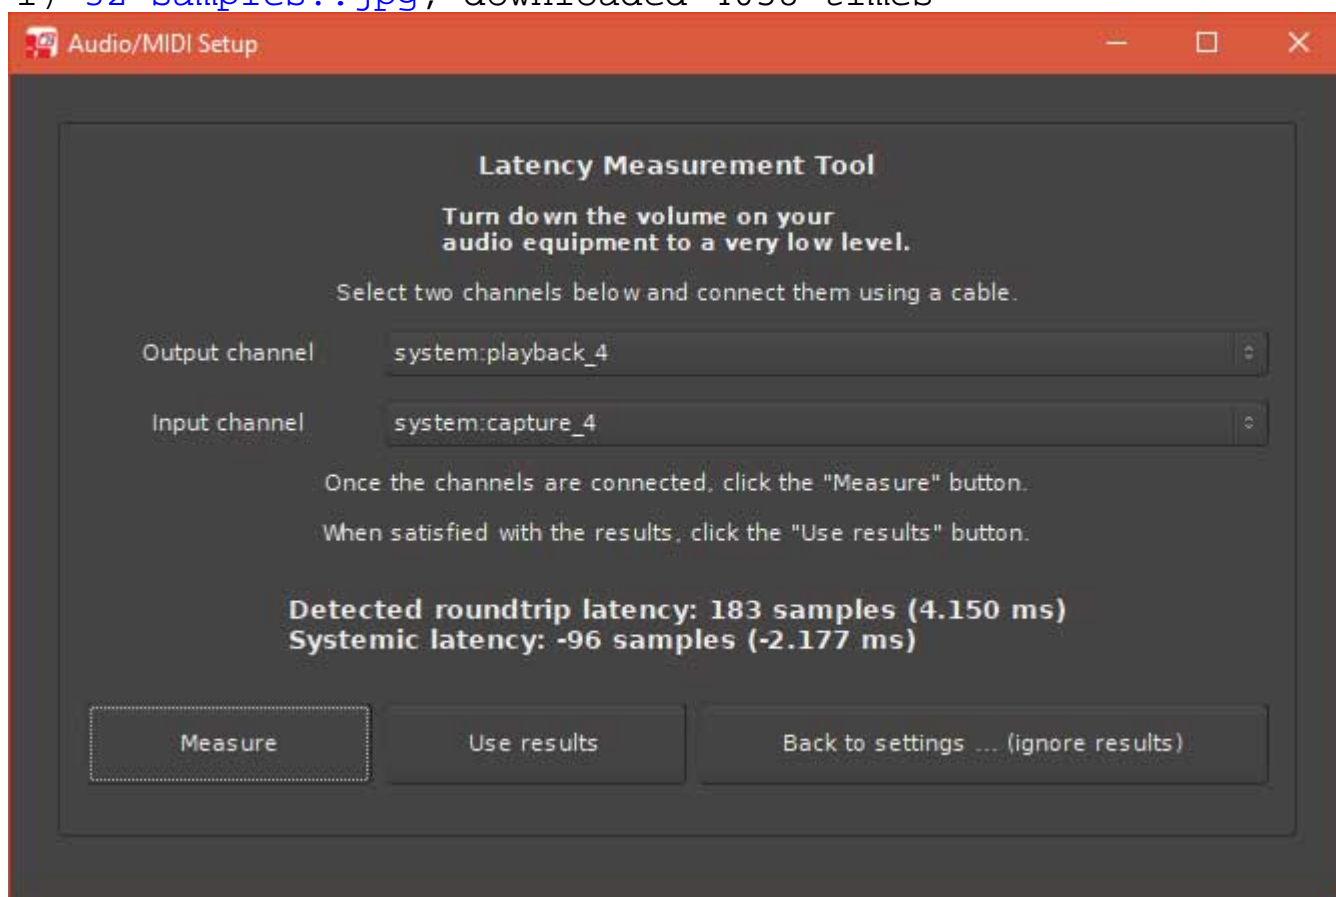 Audio/MIDI Setup
Latency Measurement Tool
Turn down the volume on your
audio equipment to a very low level.
Select two channels below and connect them using a cable.
Output channel system:playback_4
Input channel system:capture_4
Once the channels are connected, click the "Measure" button.
When satisfied with the results, click the "Use results" button.
Detected roundtrip latency: 183 samples (4.150 ms)
Systemic latency: -96 samples (-2.177 ms)
Measure Use results Back to settings ... (ignore results)